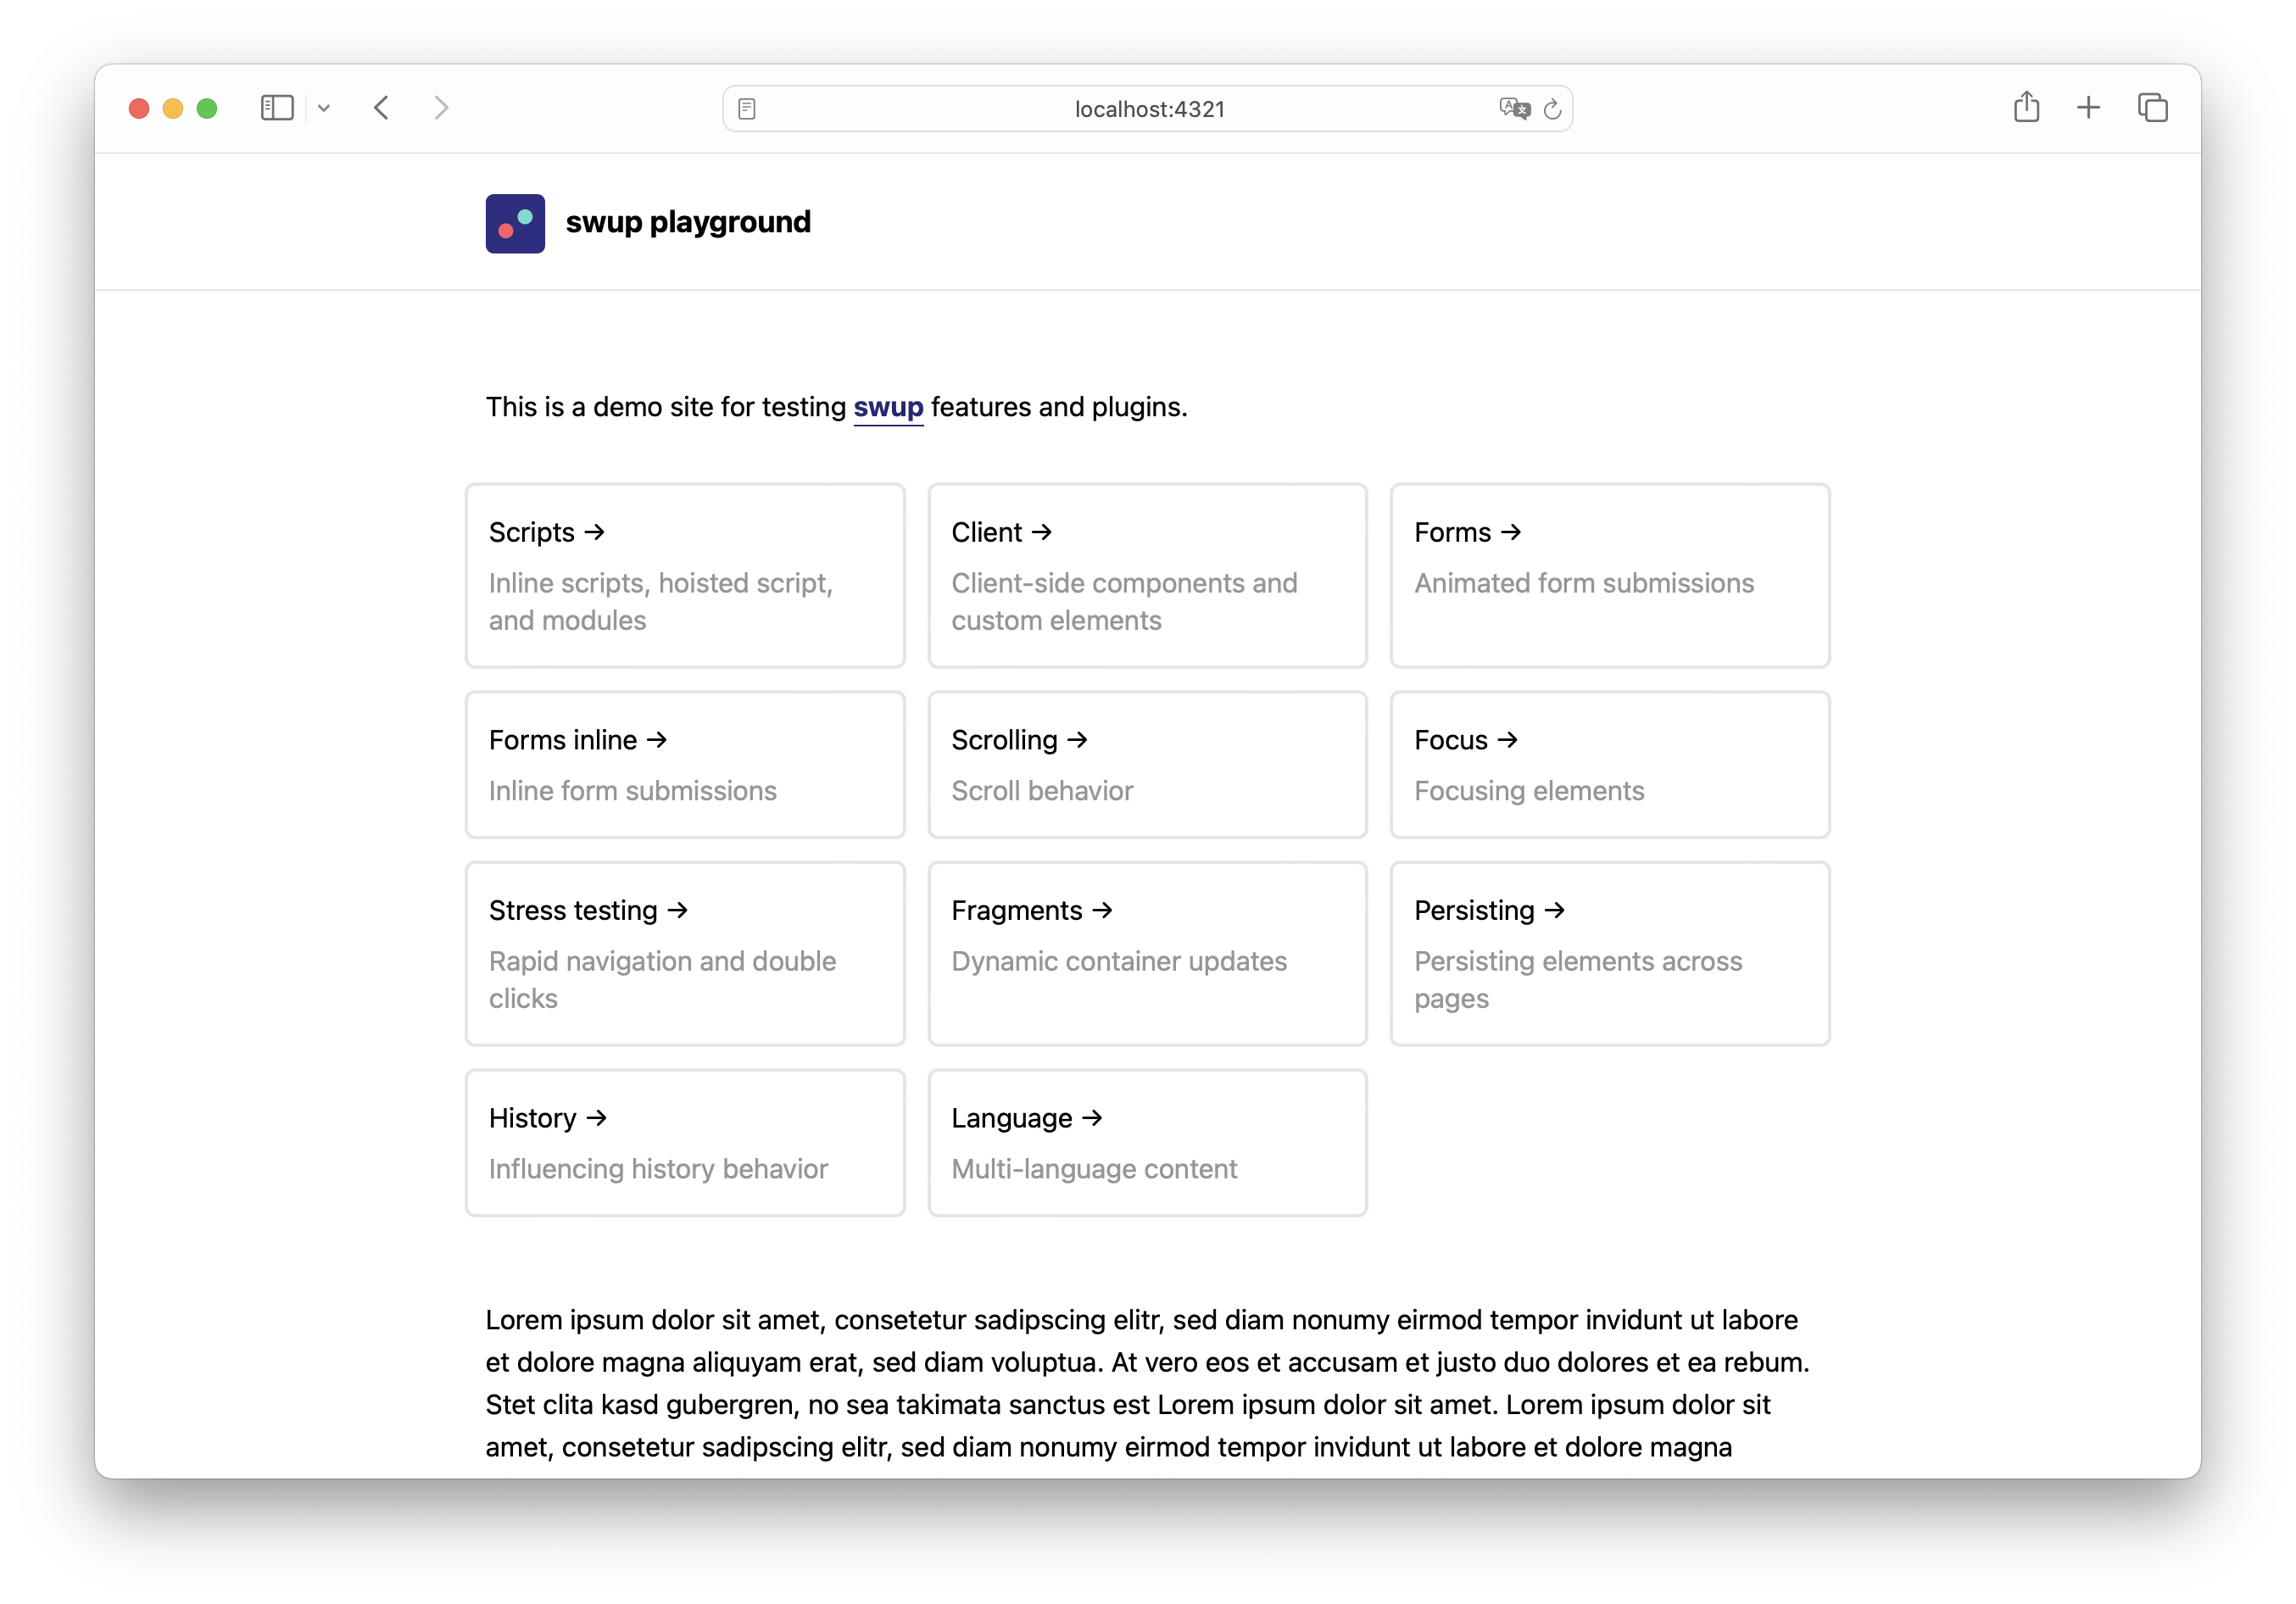 localhost:4321
swup playground
This is a demo site for testing swup features and plugins.
Scripts →
Inline scripts, hoisted script,
and modules
Client →
Client-side components and
custom elements
Forms →
Animated form submissions
Forms inline →
Inline form submissions
Scrolling →
Scroll behavior
Focus →
Focusing elements
Stress testing →
Rapid navigation and double
clicks
Fragments →
Dynamic container updates
Persisting →
Persisting elements across
pages
History →
Influencing history behavior
Language →
Multi-language content
Lorem ipsum dolor sit amet, consetetur sadipscing elitr, sed diam nonumy eirmod tempor invidunt ut labore
et dolore magna aliquyam erat, sed diam voluptua. At vero eos et accusam et justo duo dolores et ea rebum.
Stet clita kasd gubergren, no sea takimata sanctus est Lorem ipsum dolor sit amet. Lorem ipsum dolor sit
amet, consetetur sadipscing elitr, sed diam nonumy eirmod tempor invidunt ut labore et dolore magna